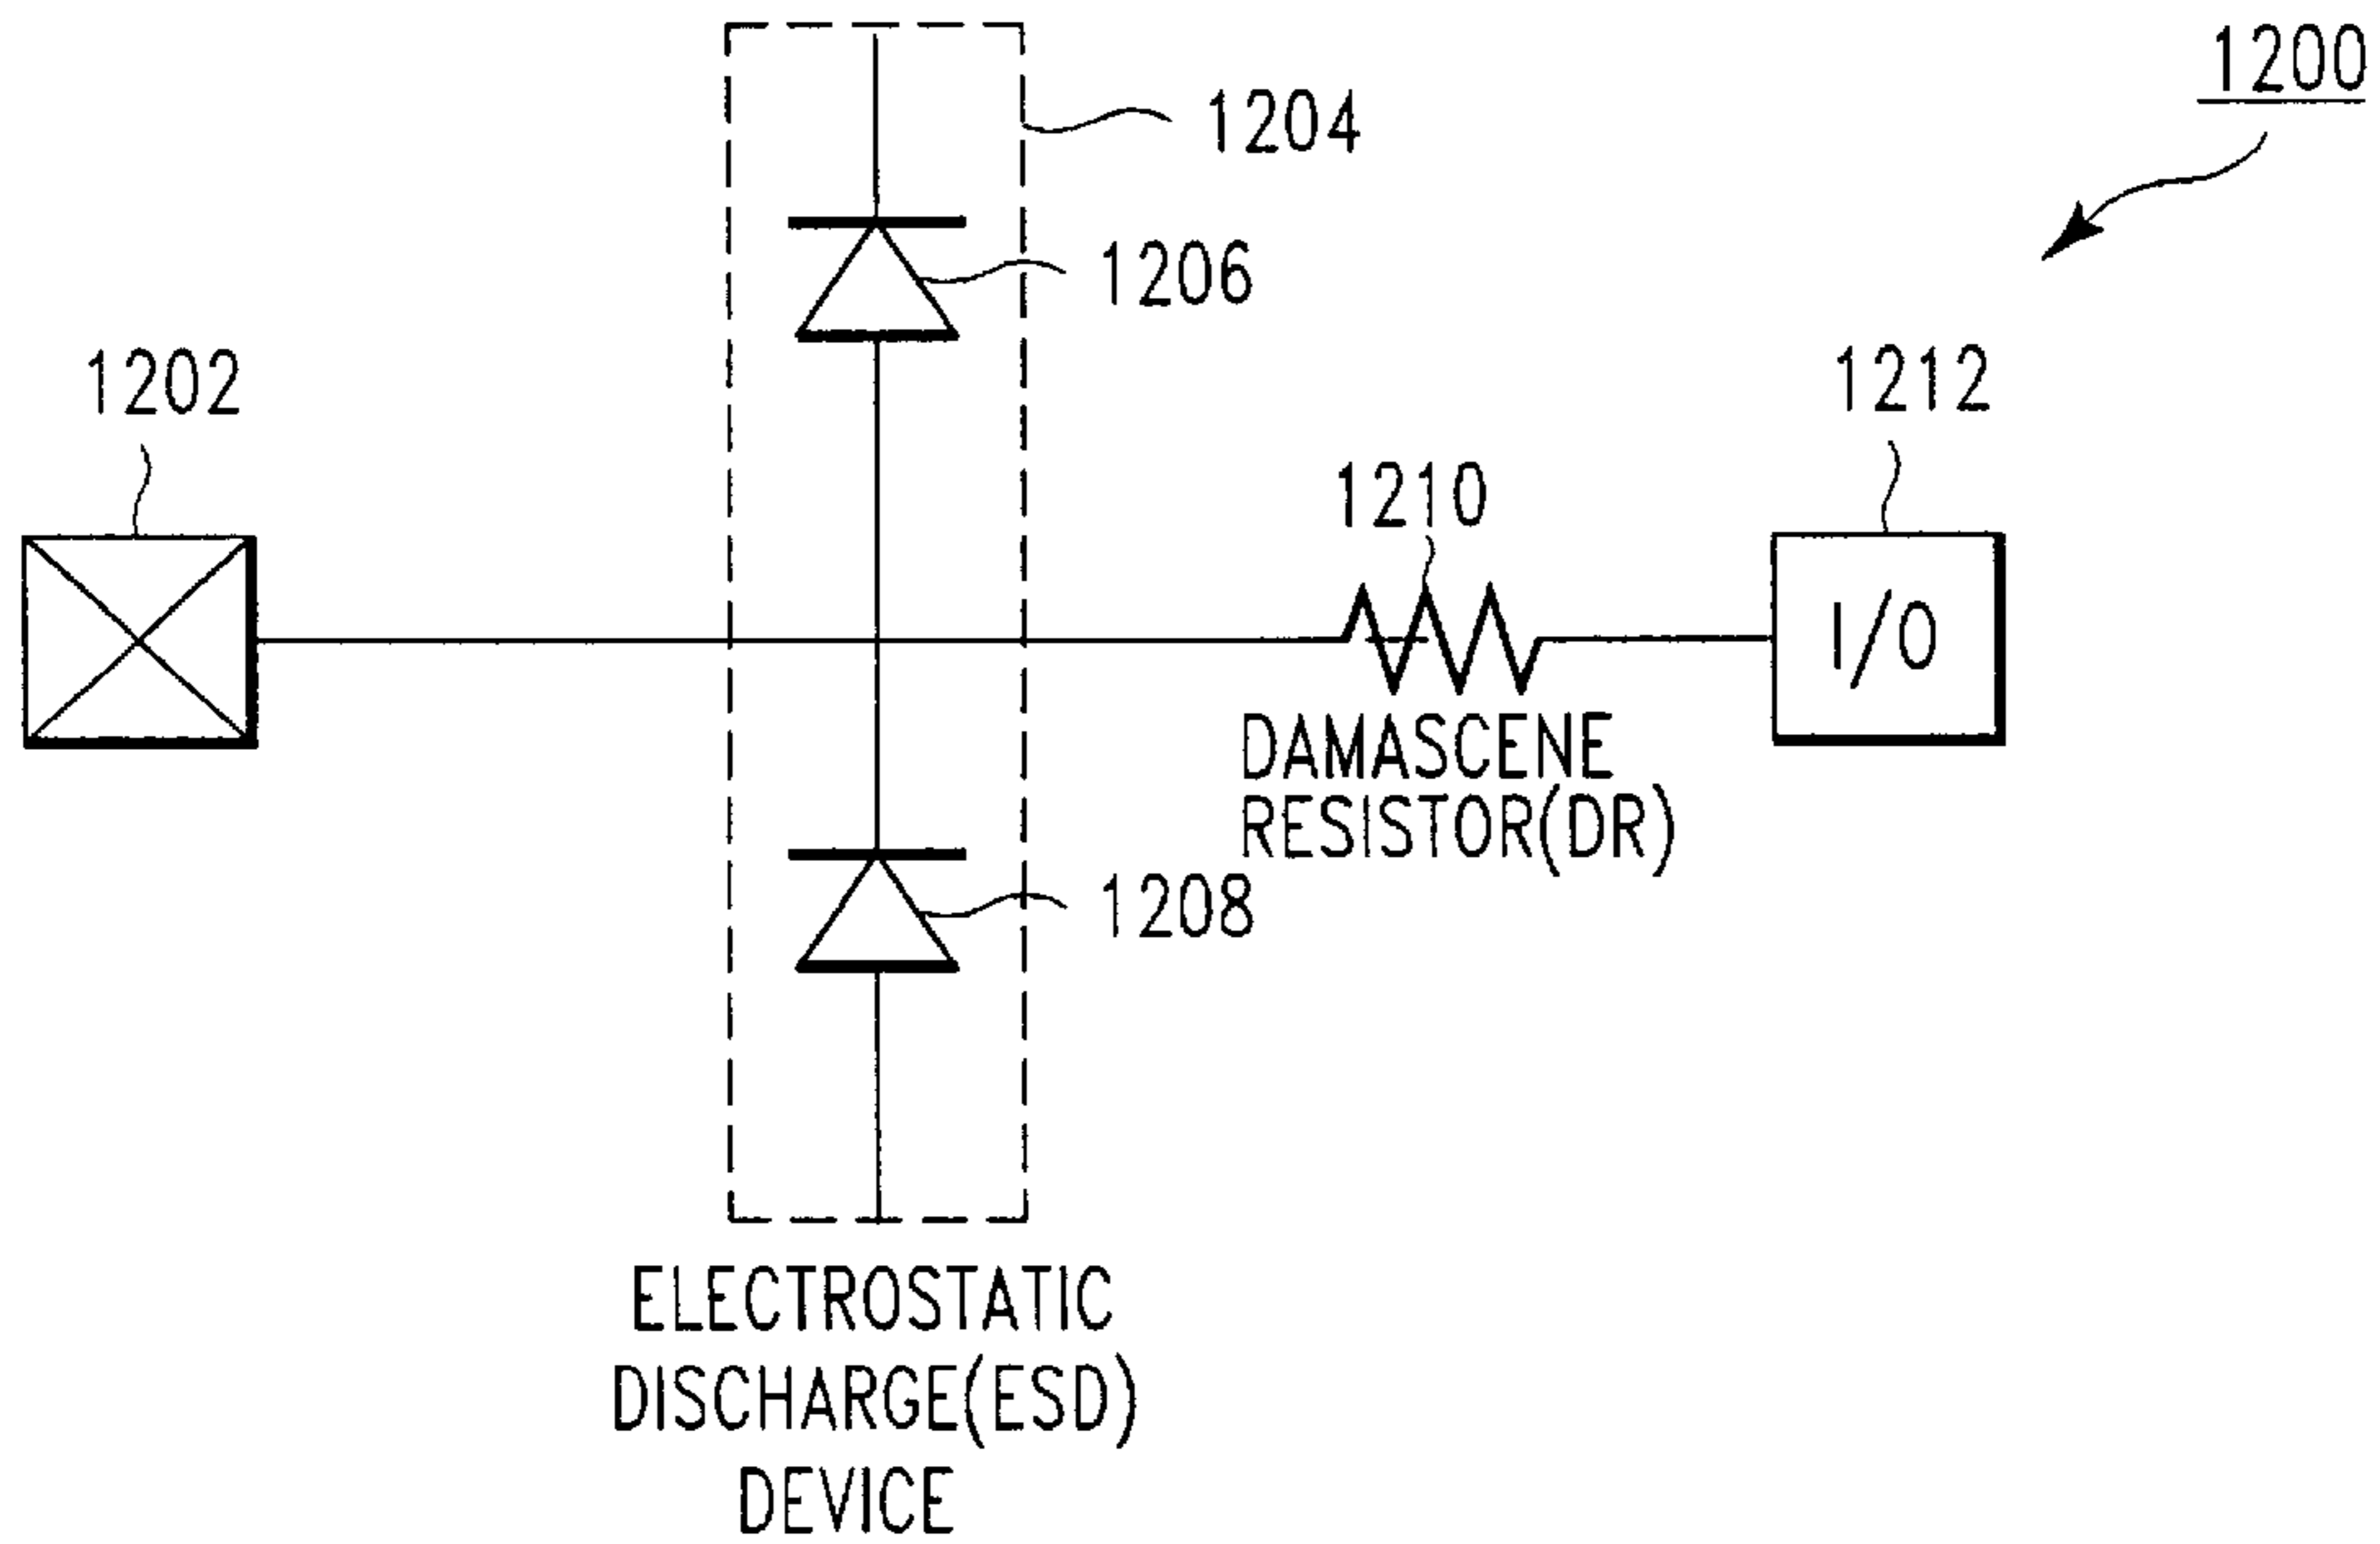 1200
1204
1206
1202
1212
1210
I/O
DAMASCENE
RESISTOR(DR)
1208
ELECTROSTATIC
DISCHARGE(ESD)
DEVICE